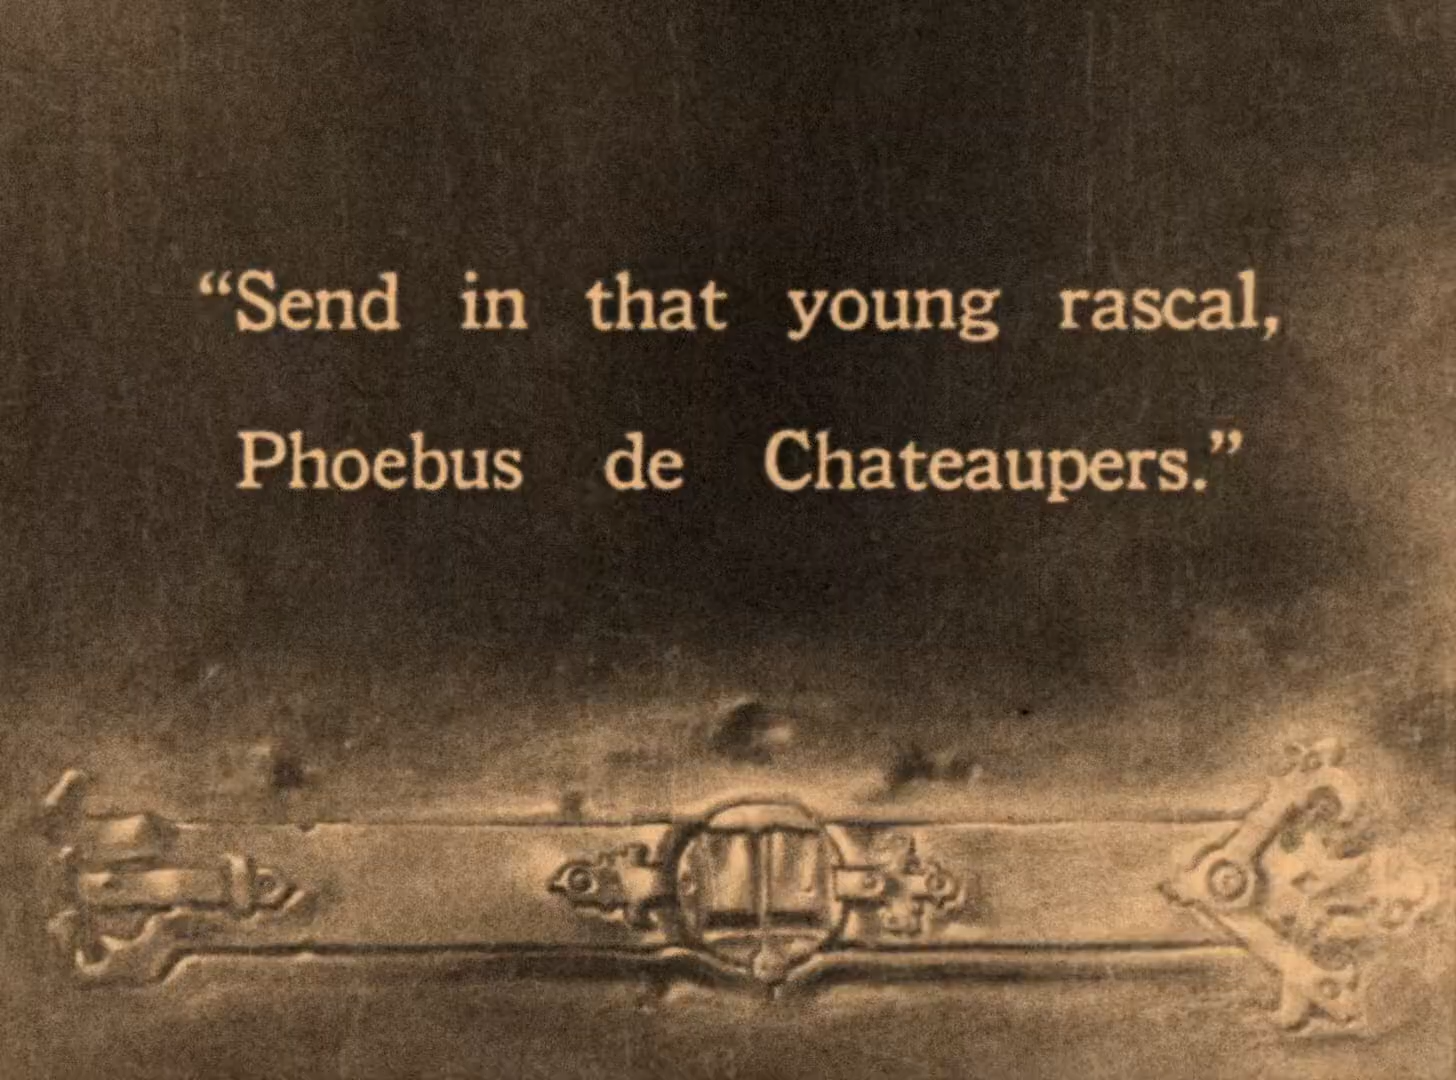 “Send in that young rascal,
Phoebus de Chateaupers.”